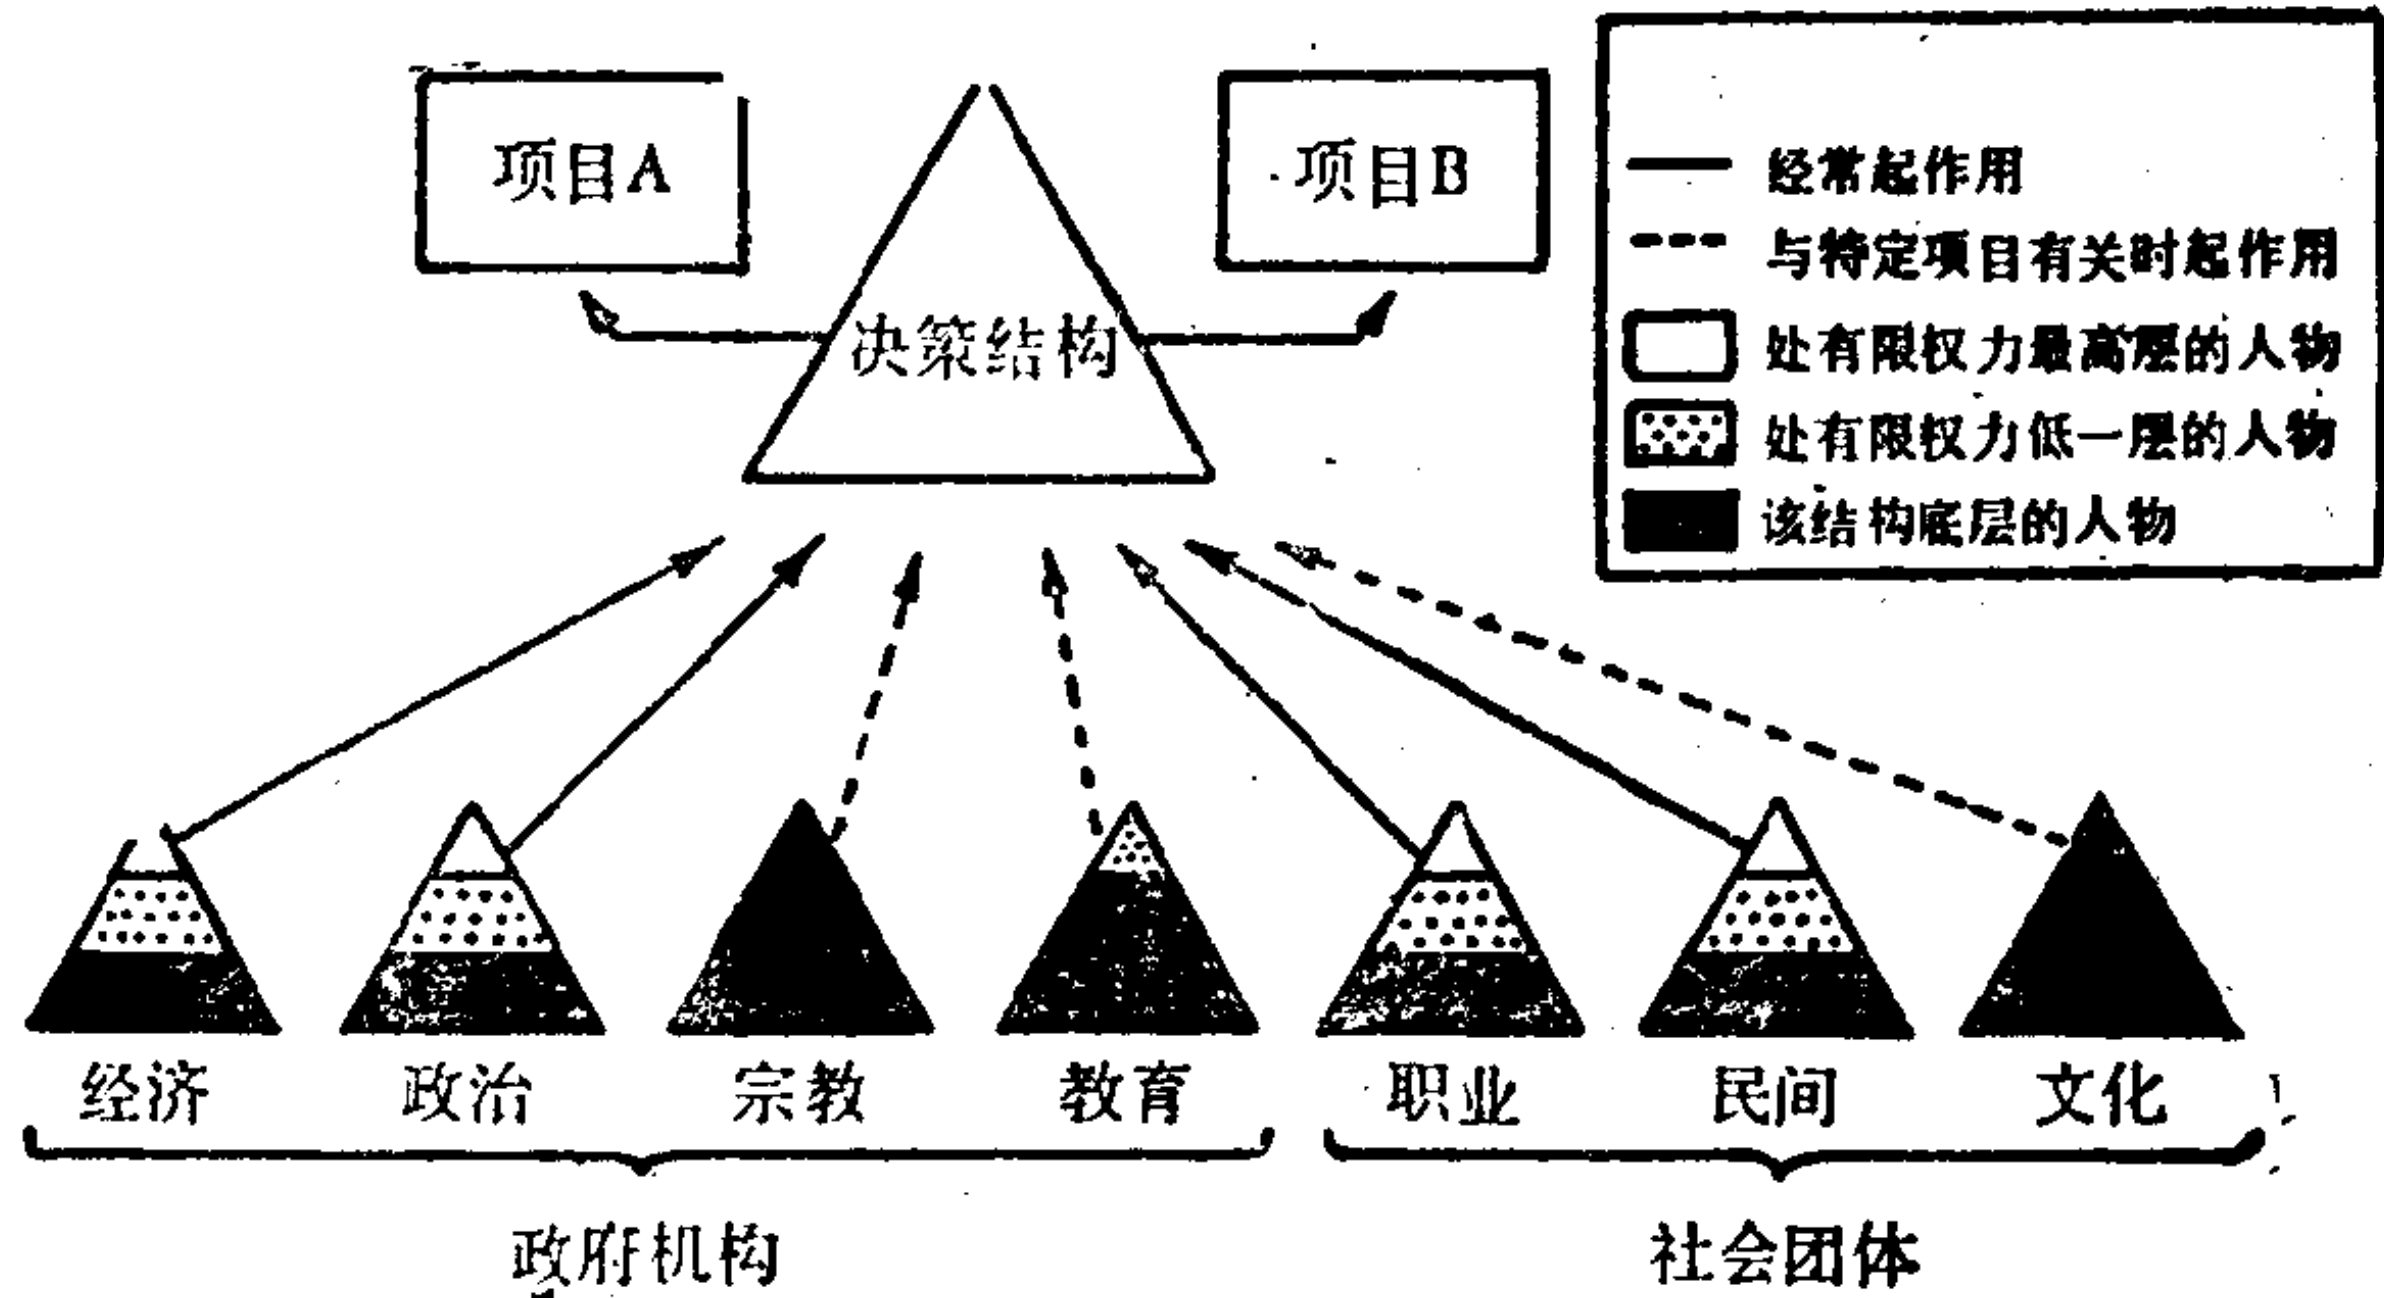 项目A
项目B
决策结构
经常起作用
与特定项目有关时起作用
处有限权力最高层的人物
处有限权力低一层的人物
该结构底层的人物
经济
政治
宗教
教育
职业
民间
文化
政府机构
社会团体